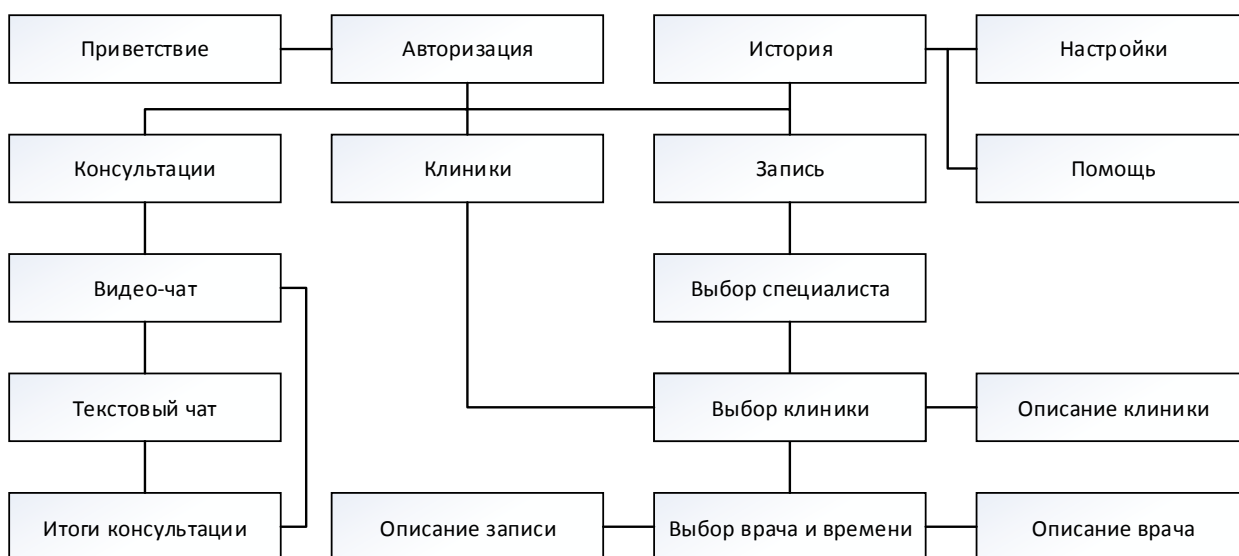 Приветствие
Авторизация
История
Настройки
Консультации
Клиники
Запись
Помощь
Видео-чат
Выбор специалиста
Текстовый чат
Выбор клиники
Описание клиники
Итоги консультации
Описание записи
Выбор врача и времени
Описание врача